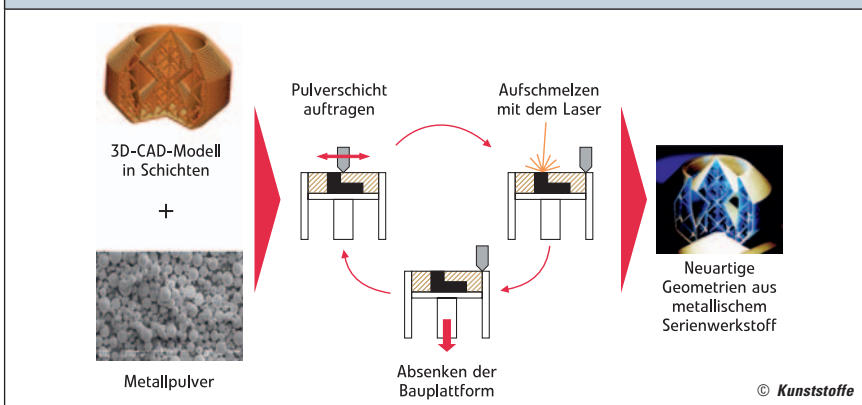 3D-CAD-Modell
in Schichten
+
Metallpulver
Pulverschicht
auftragen
Aufschmelzen
mit dem Laser
Absenken der
Bauplattform
Neuartige
Geometrien aus
metallischem
Serienwerkstoff
© Kunststoffe